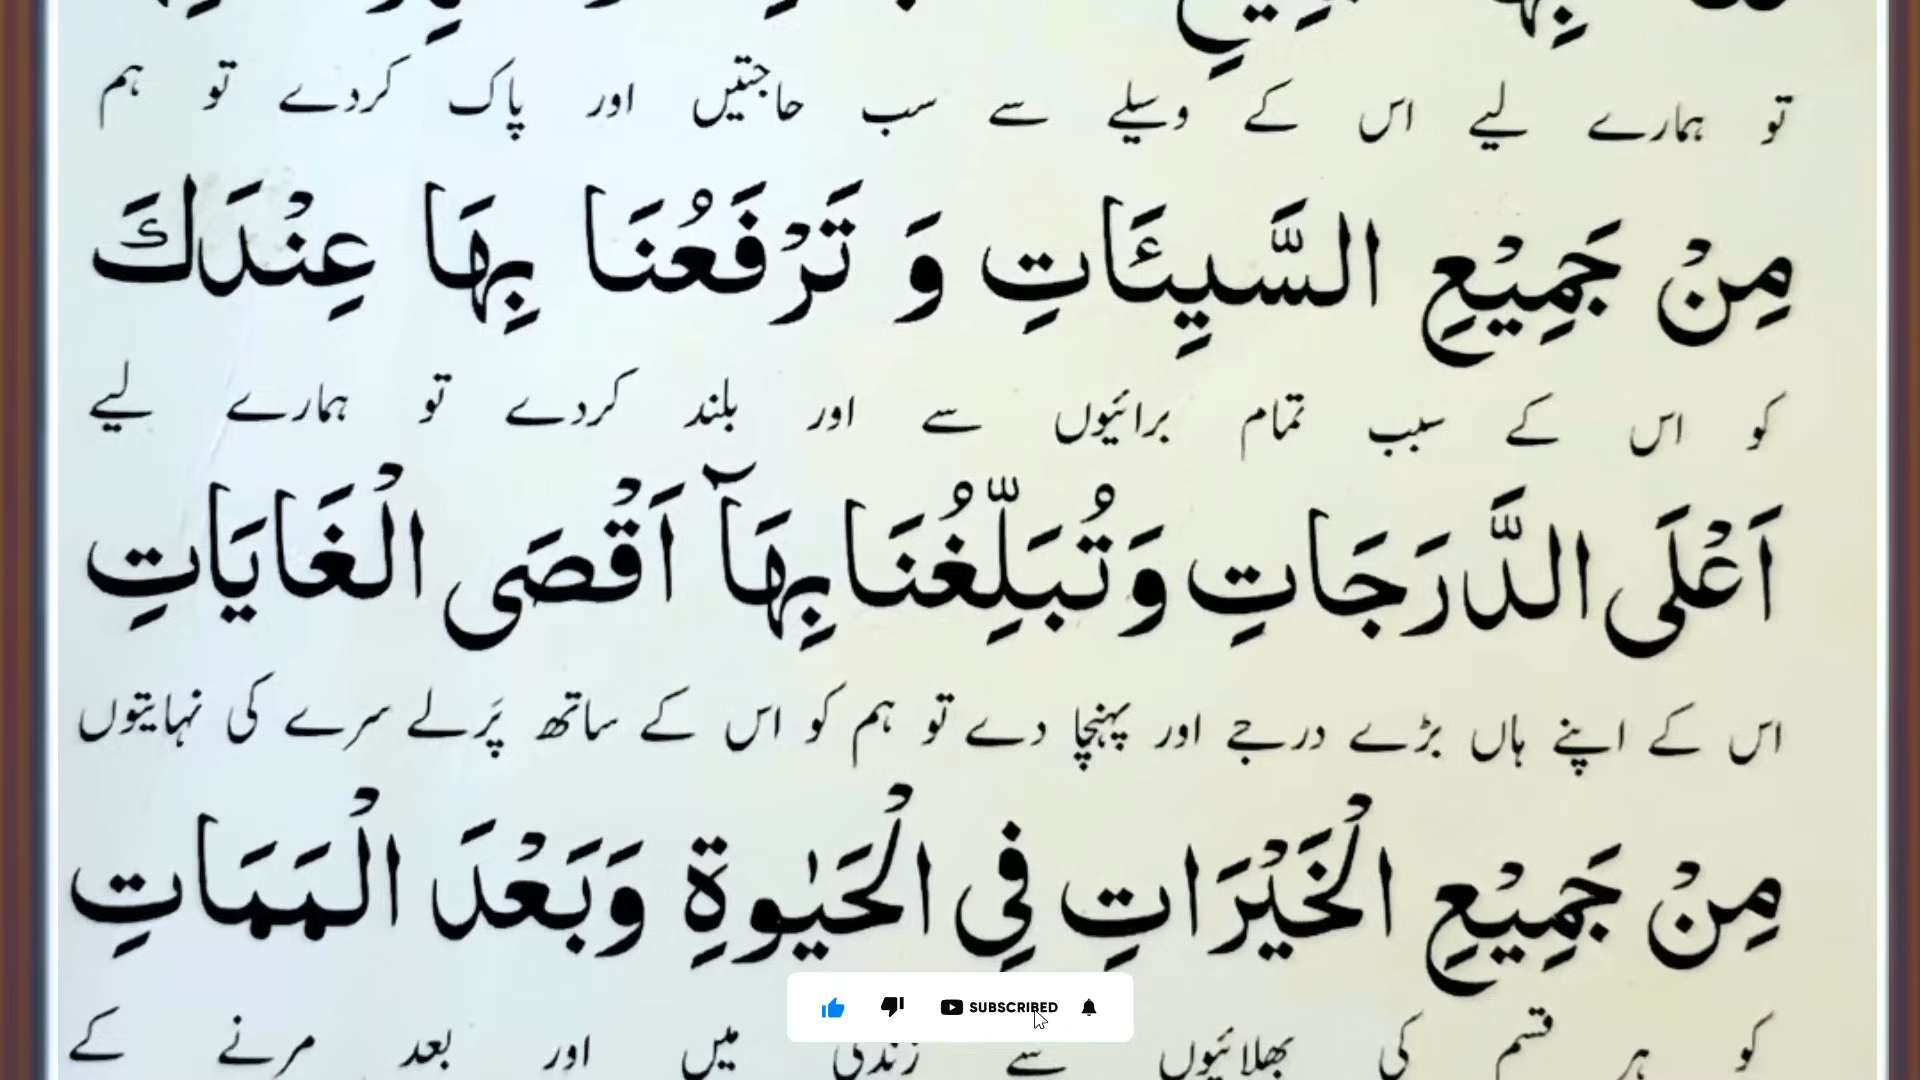 تو ہمارے لیے اس کے وسیلے سے سب حاجتیں اور پاک کردے تو ہم
مِنْ جَمِيْعِ السَّيِئَاتِ وَ تَرْفَعُنَا بِهَا عِنْدَكَ
کو اس کے سبب تمام برائیوں سے اور بلند کردے تو ہمارے لیے
اَعْلَى الدَّرَجَاتِ وَتُبَلِّغُنَا بِهَآ اَقْصَى الْغَايَاتِ
اس کے اپنے ہاں بڑے درجے اور پہنچا دے تو ہم کو اس کے ساتھ پَرلے سرے کی نہایتوں
مِنْ جَمِيْعِ الْخَيْرَاتِ فِى الْحَيٰوةِ وَبَعْدَ الْمَمَاتِ
کو ہر قسم کی بھلائیوں سے زندگی میں اور بعد مرنے کے
SUBSCRIBED